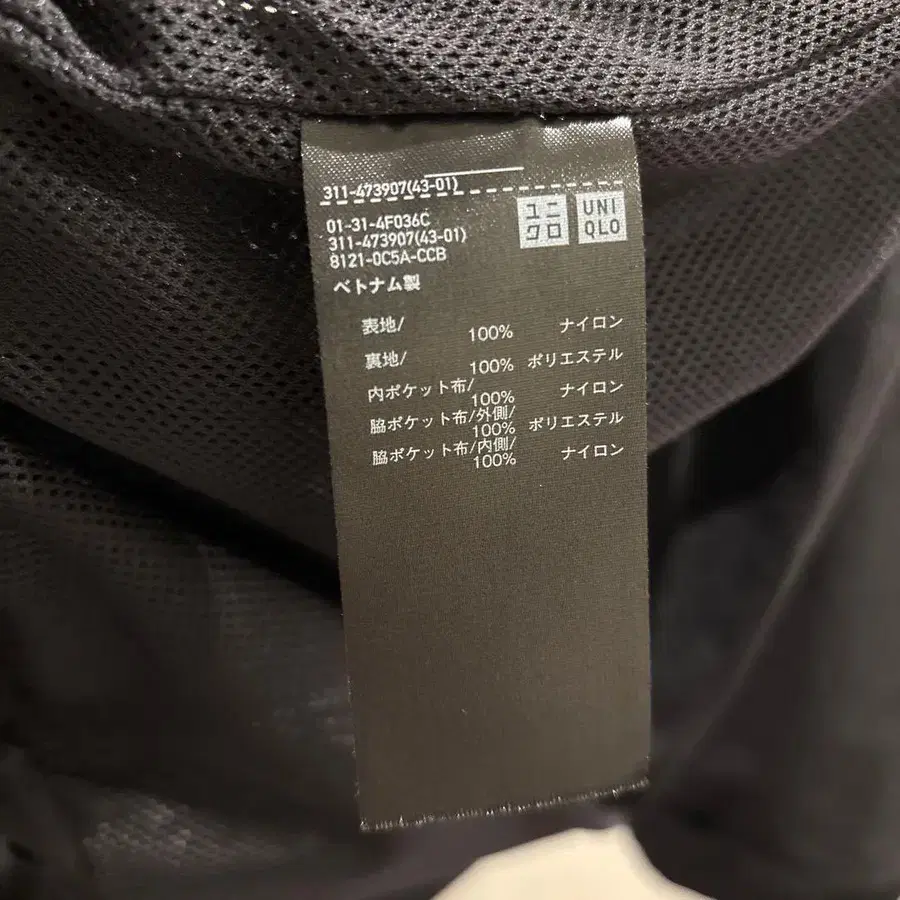 311-473907(43-01)
ユニ
クロ
UNI
QLO
01-31-4F036C
311-473907(43-01)
8121-0C5A-CCB
ベトナム製
表地/
100% ナイロン
裏地/
100% ポリエステル
内ポケット布/
100% ナイロン
脇ポケット布/外側/
100% ポリエステル
脇ポケット布/内側/
100% ナイロン